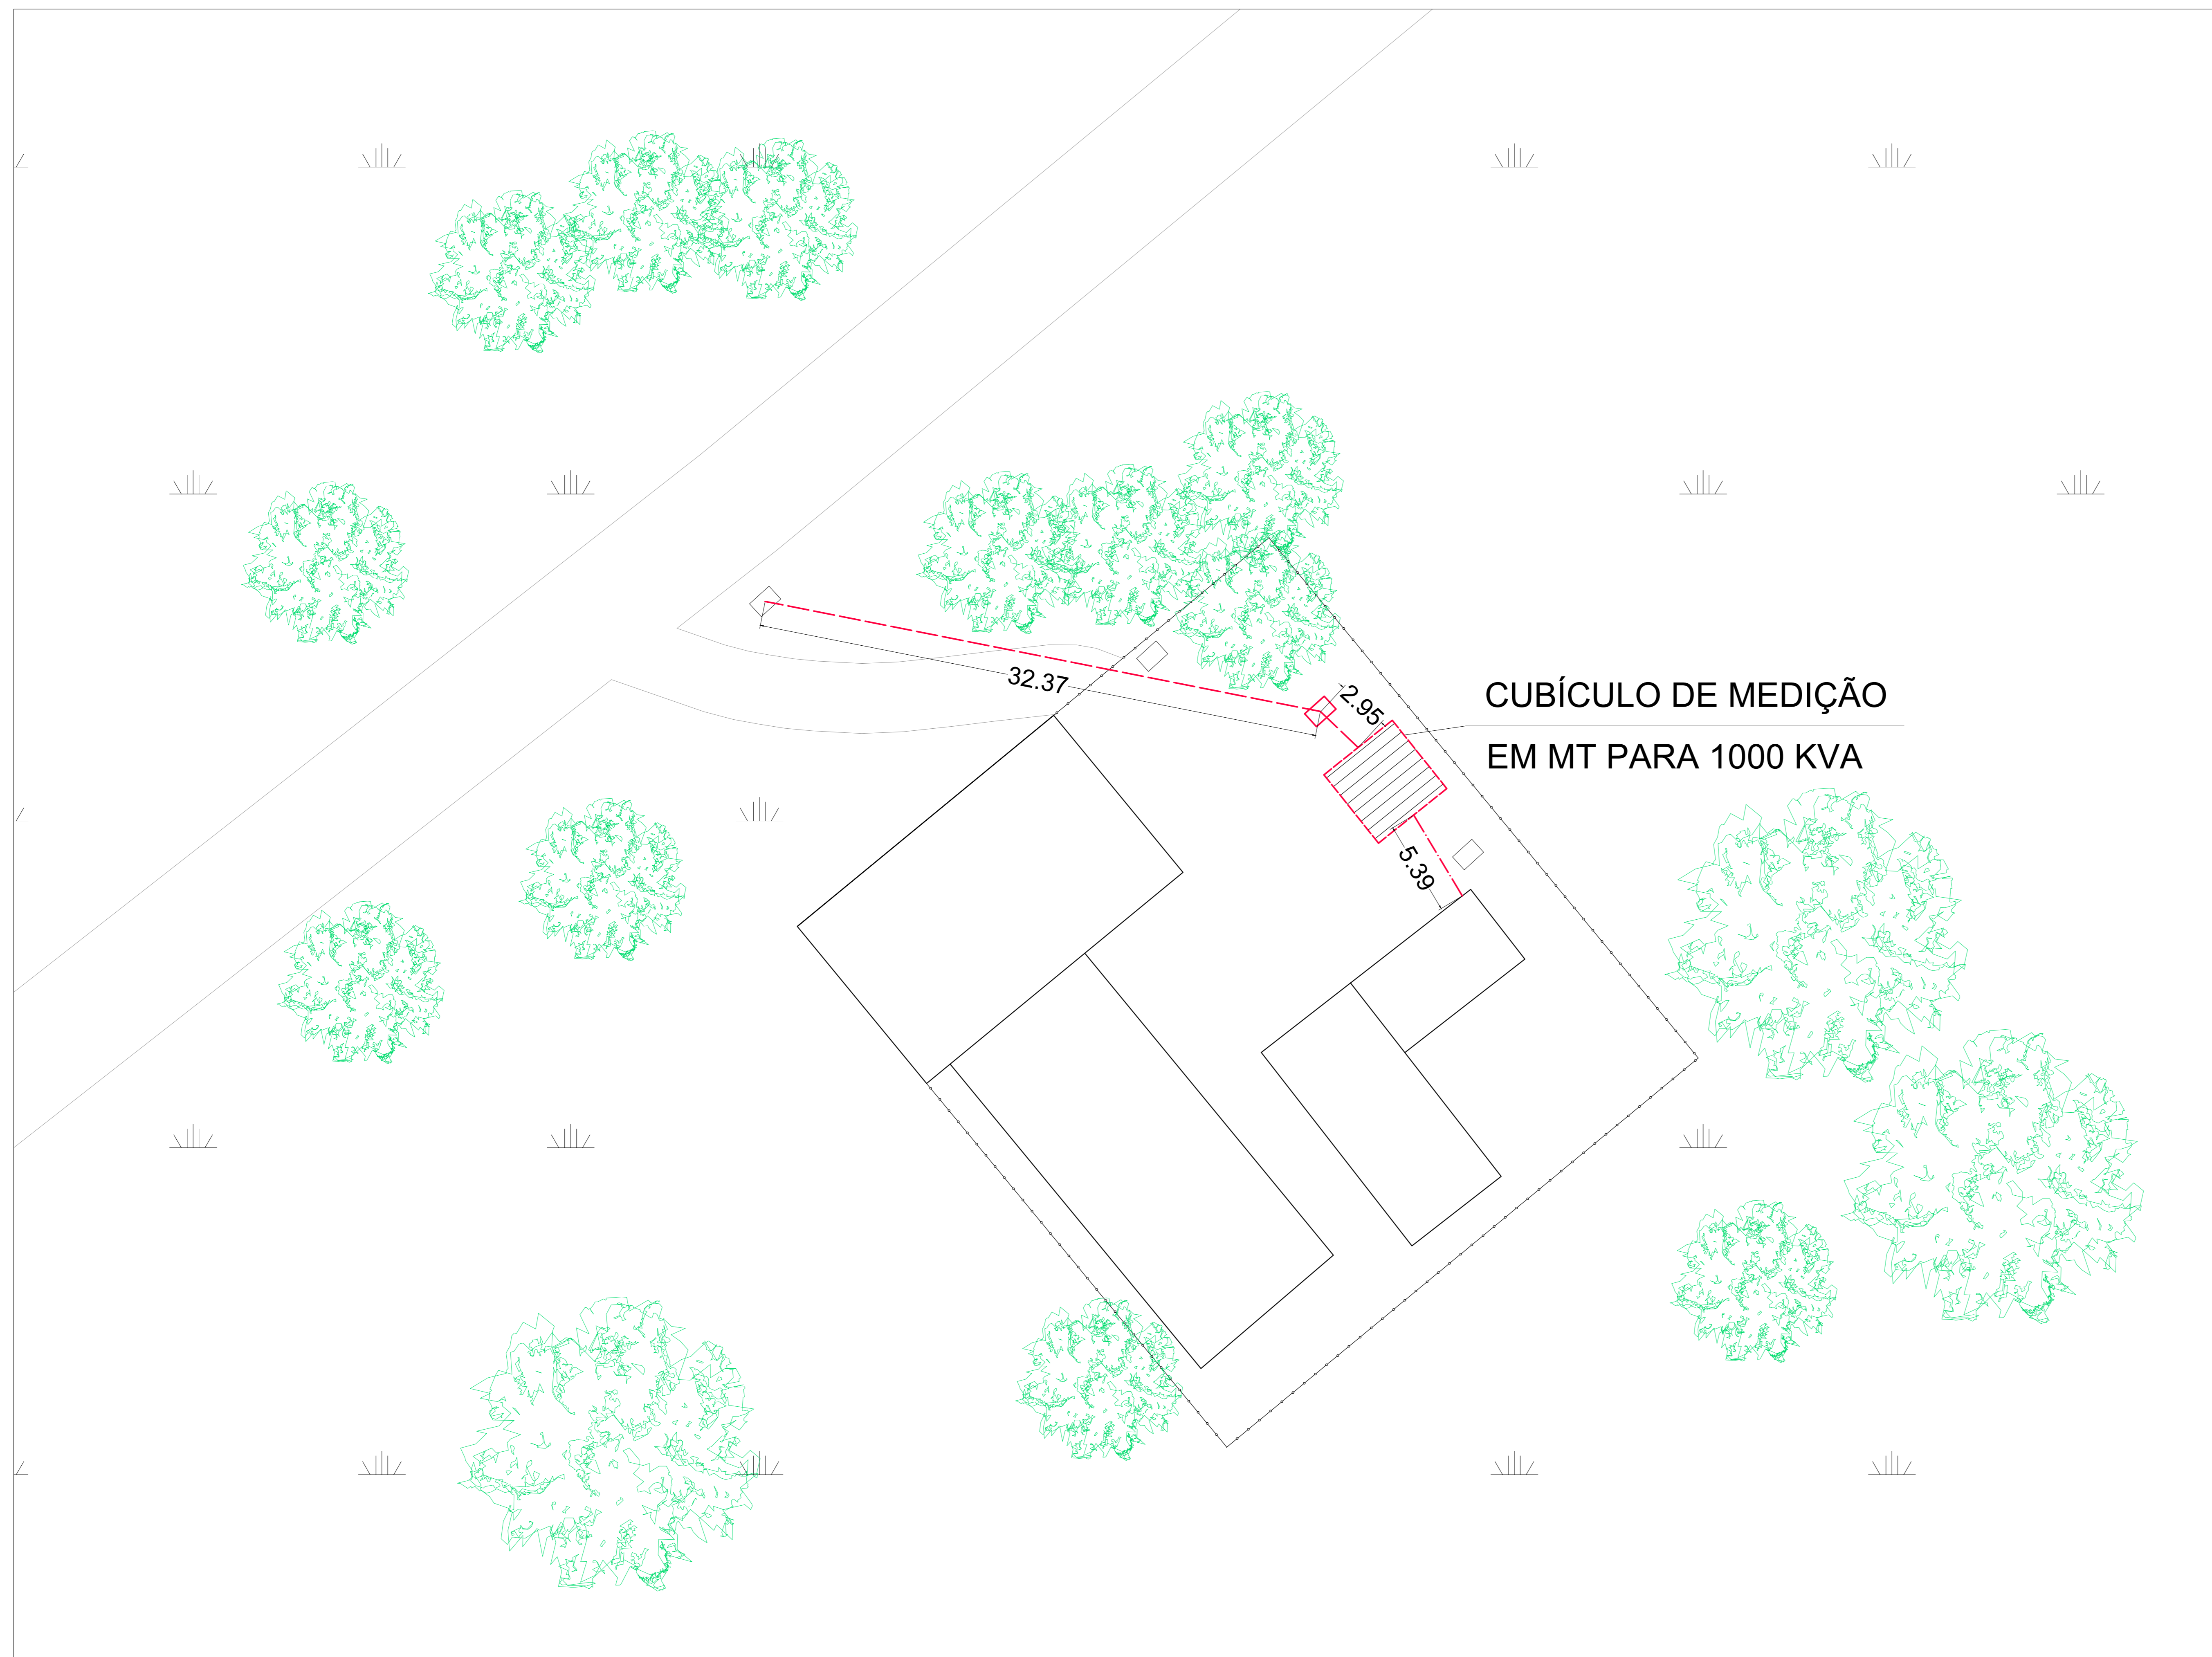 32.37
2.95
CUBÍCULO DE MEDIÇÃO
EM MT PARA 1000 KVA
5.39